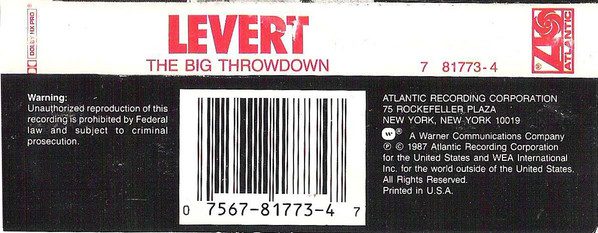 DOLBY HX PRO
LEVERT
THE BIG THROWDOWN
7 81773-4
ATLANTIC
®
Warning:
Unauthorized reproduction of this
recording is prohibited by Federal
law and subject to criminal
prosecution.
0 7567-81773-4 7
ATLANTIC RECORDING CORPORATION
75 ROCKEFELLER PLAZA
NEW YORK, NEW YORK 10019
® A Warner Communications Company
℗ © 1987 Atlantic Recording Corporation
for the United States and WEA International
Inc. for the world outside of the United States.
All Rights Reserved.
Printed in U.S.A.